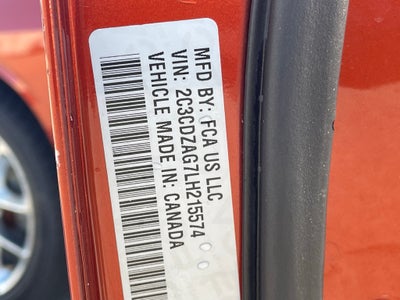 MFD BY: FCA US LLC
VIN: 2C3CDZAG7LH215574
VEHICLE MADE IN: CANADA